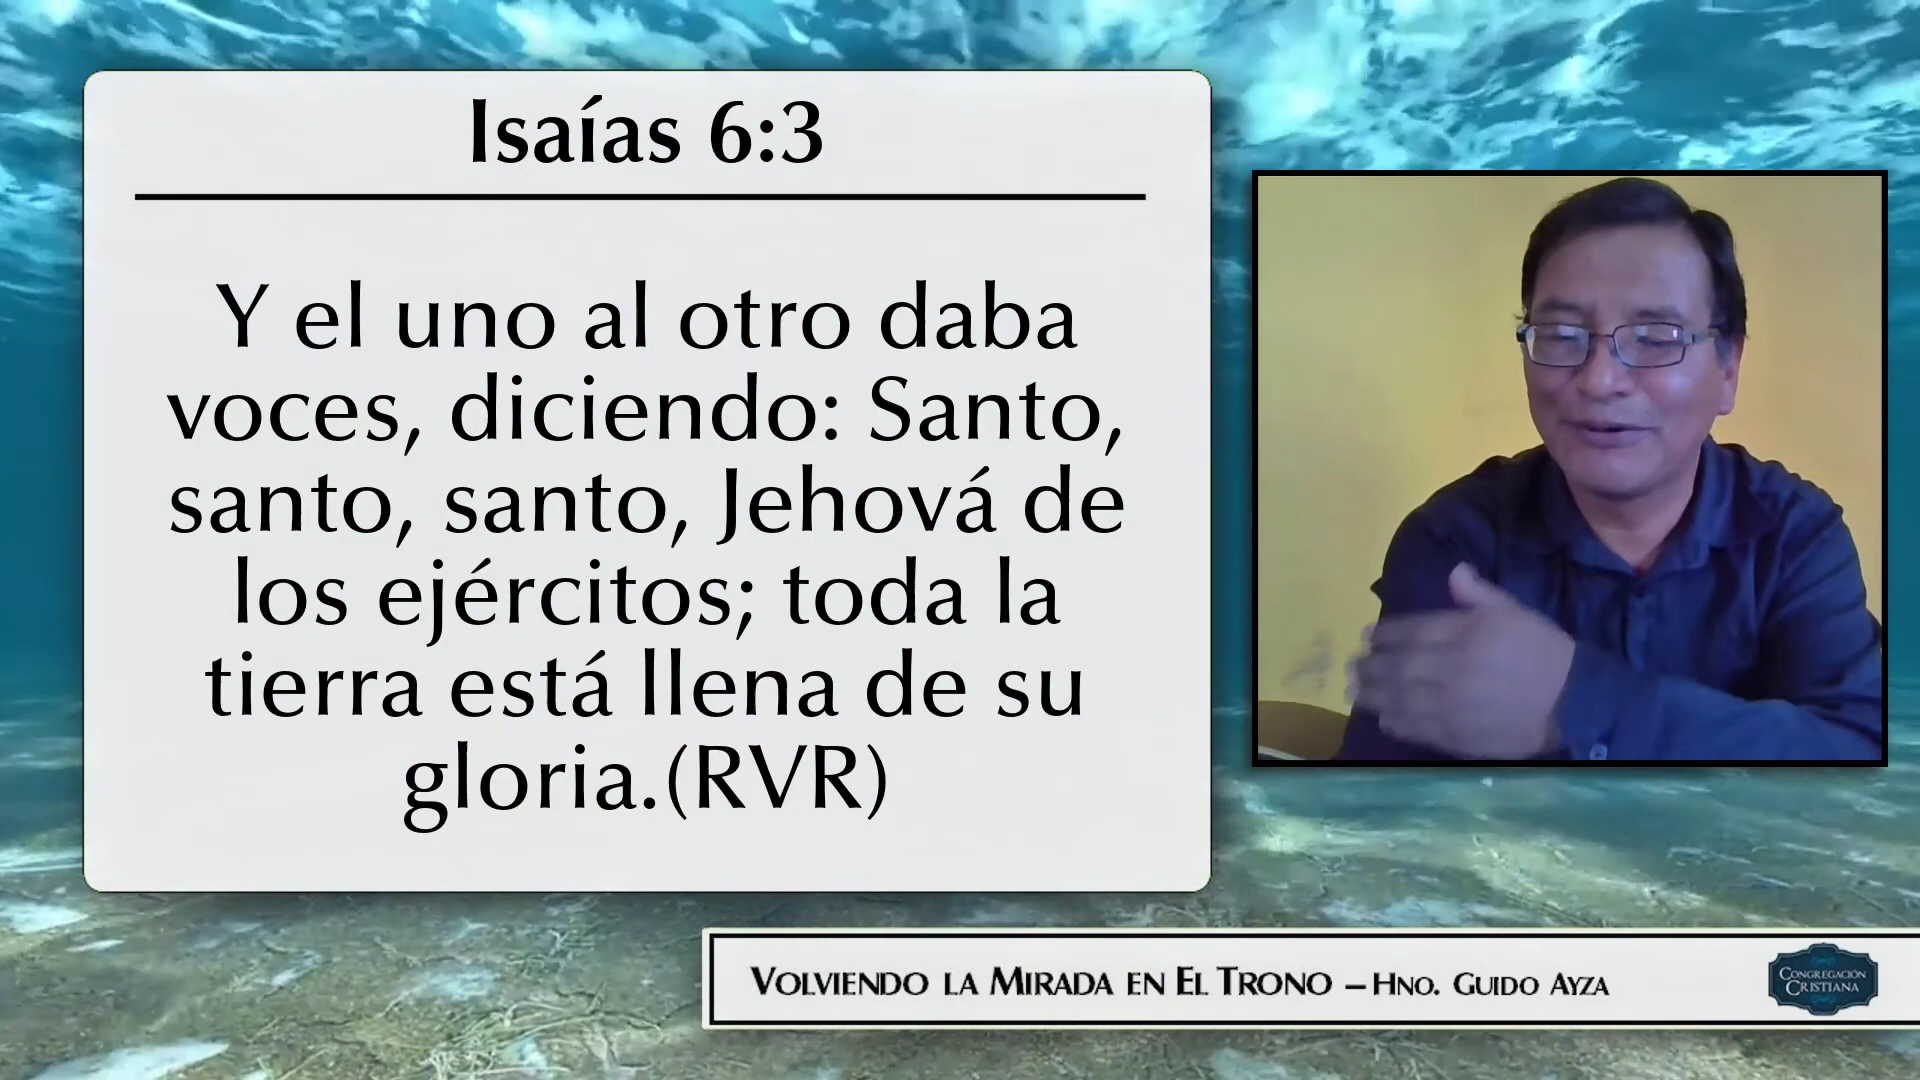 Isaías 6:3
Y el uno al otro daba
voces, diciendo: Santo,
santo, santo, Jehová de
los ejércitos; toda la
tierra está llena de su
gloria.(RVR)
VOLVIENDO LA MIRADA EN EL TRONO – HNO. GUIDO AYZA
CONGREGACIÓN
CRISTIANA